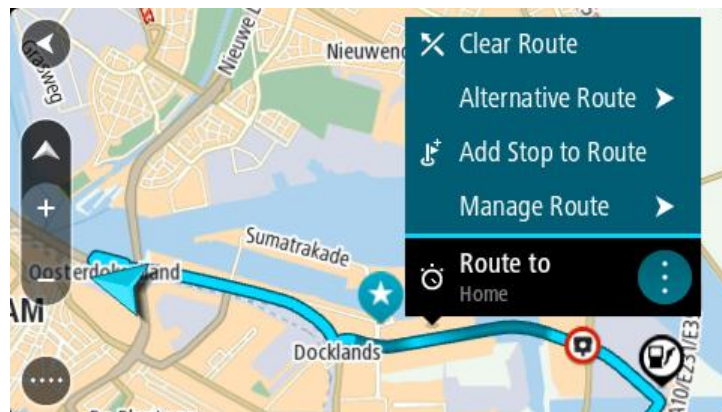 Grasweg
Nieuwe L
Nieuwend
Clear Route
Alternative Route
Add Stop to Route
Manage Route
Route to
Home
Sumatrakade
AM
Docklands
A10/E231/E3